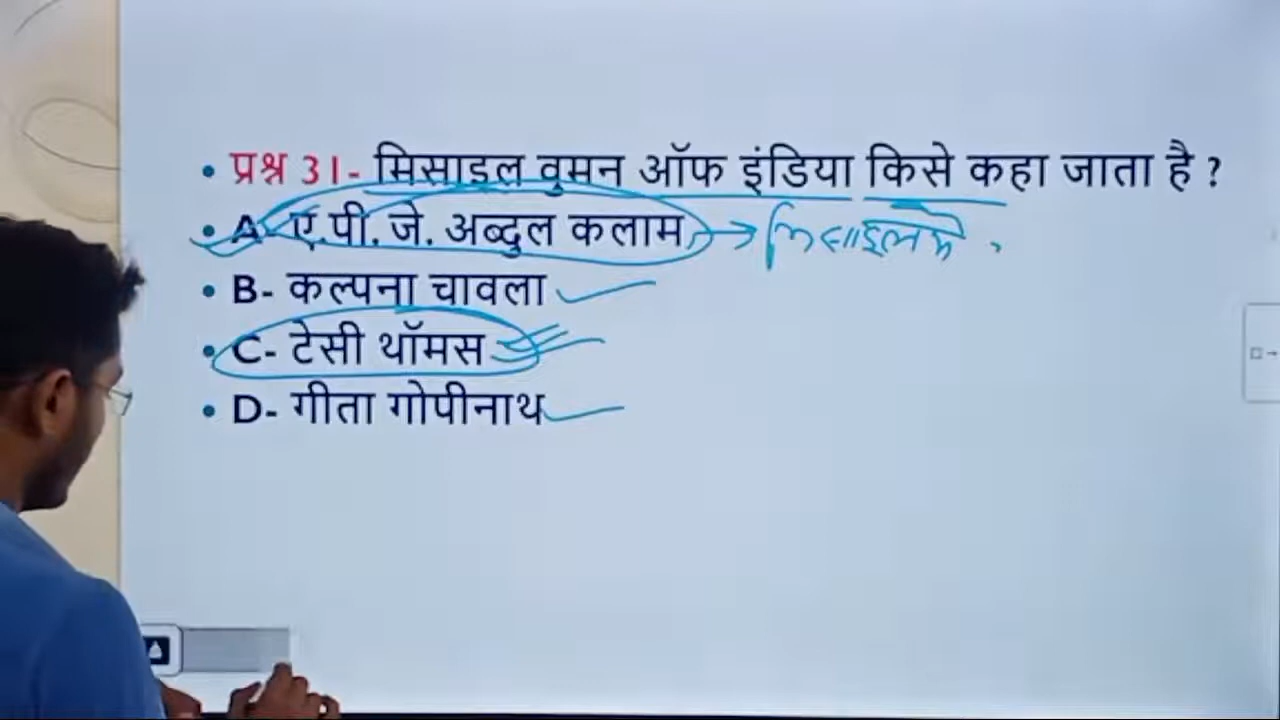 • प्रश्न 31- मिसाइल वुमन ऑफ इंडिया किसे कहा जाता है ?
• A- ए.पी. जे. अब्दुल कलाम
• B- कल्पना चावला
• C- टेसी थॉमस
• D- गीता गोपीनाथ